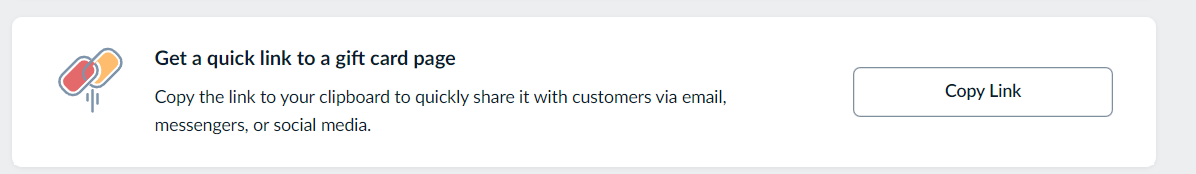 Get a quick link to a gift card page
Copy the link to your clipboard to quickly share it with customers via email,
messengers, or social media.
Copy Link